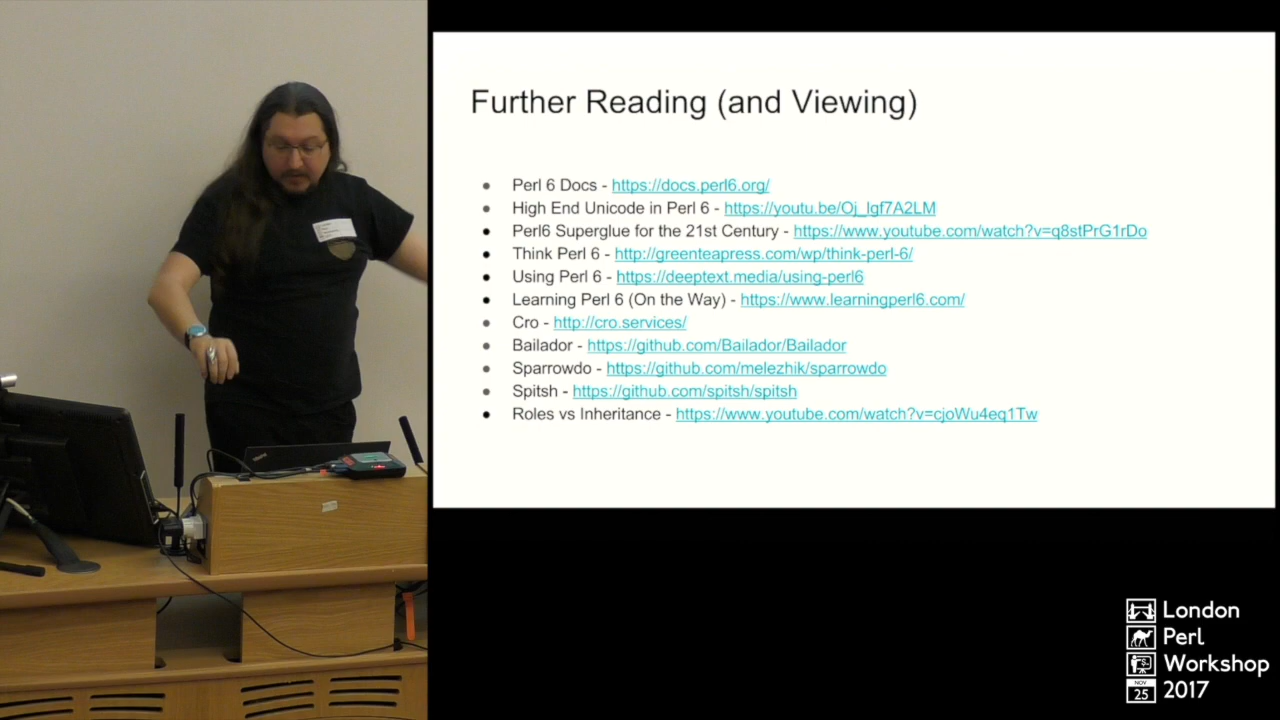 Further Reading (and Viewing)
Perl 6 Docs - https://docs.perl6.org/
High End Unicode in Perl 6 - https://youtu.be/Oj_lgf7A2LM
Perl6 Superglue for the 21st Century - https://www.youtube.com/watch?v=q8stPrG1rDo
Think Perl 6 - http://greenteapress.com/wp/think-perl-6/
Using Perl 6 - https://deeptext.media/using-perl6
Learning Perl 6 (On the Way) - https://www.learningperl6.com/
Cro - http://cro.services/
Bailador - https://github.com/Bailador/Bailador
Sparrowdo - https://github.com/melezhik/sparrowdo
Spitsh - https://github.com/spitsh/spitsh
Roles vs Inheritance - https://www.youtube.com/watch?v=cjoWu4eq1Tw
London
Perl
Workshop
NOV
25 2017